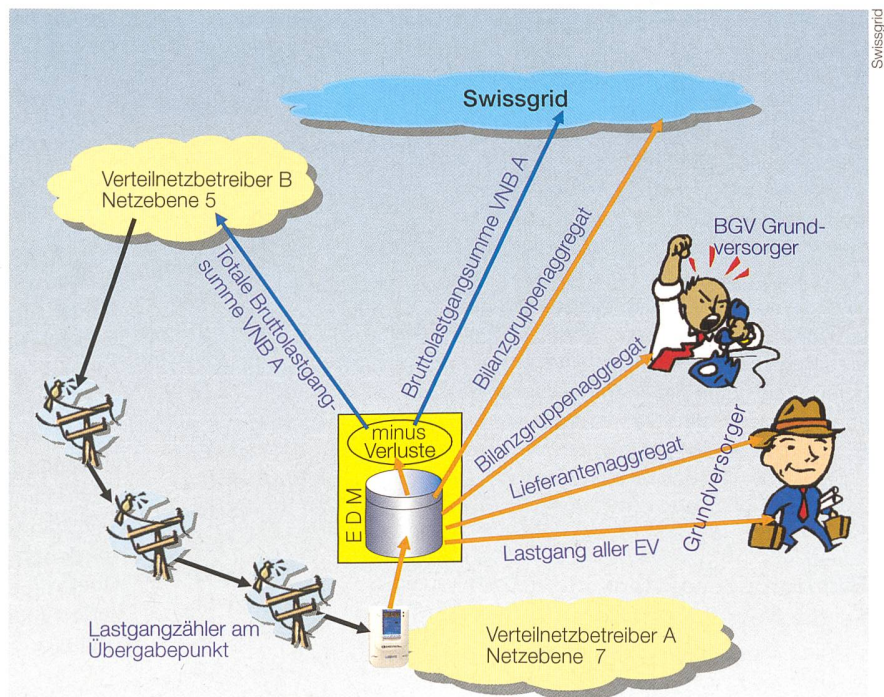 Swissgrid
Swissgrid
Verteilnetzbetreiber B
Netzebene 5
BGV Grund-
versorger
Totale Bruttolastgang-
summe VNB A
Bruttolastgangsumme VNB A
Bilanzgruppenaggregat
Bilanzgruppenaggregat
Lieferantenaggregat
Grundversorger
Lastgang aller EV
minus
Verluste
EDM
Lastgangzähler am
Übergabepunkt
Verteilnetzbetreiber A
Netzebene 7